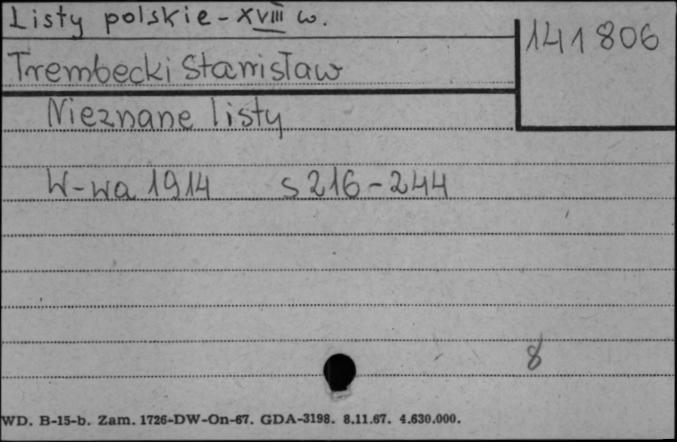 Listy polskie - XVIII w.
141806
Trembecki Stanisław
Nieznane listy
W-wa 1914 s 216-244
8
WD. B-15-b. Zam. 1726-DW-On-67. GDA-3198. 8.11.67. 4.630.000.